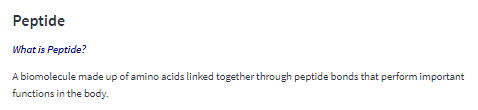 Peptide
What is Peptide?
A biomolecule made up of amino acids linked together through peptide bonds that perform important
functions in the body.